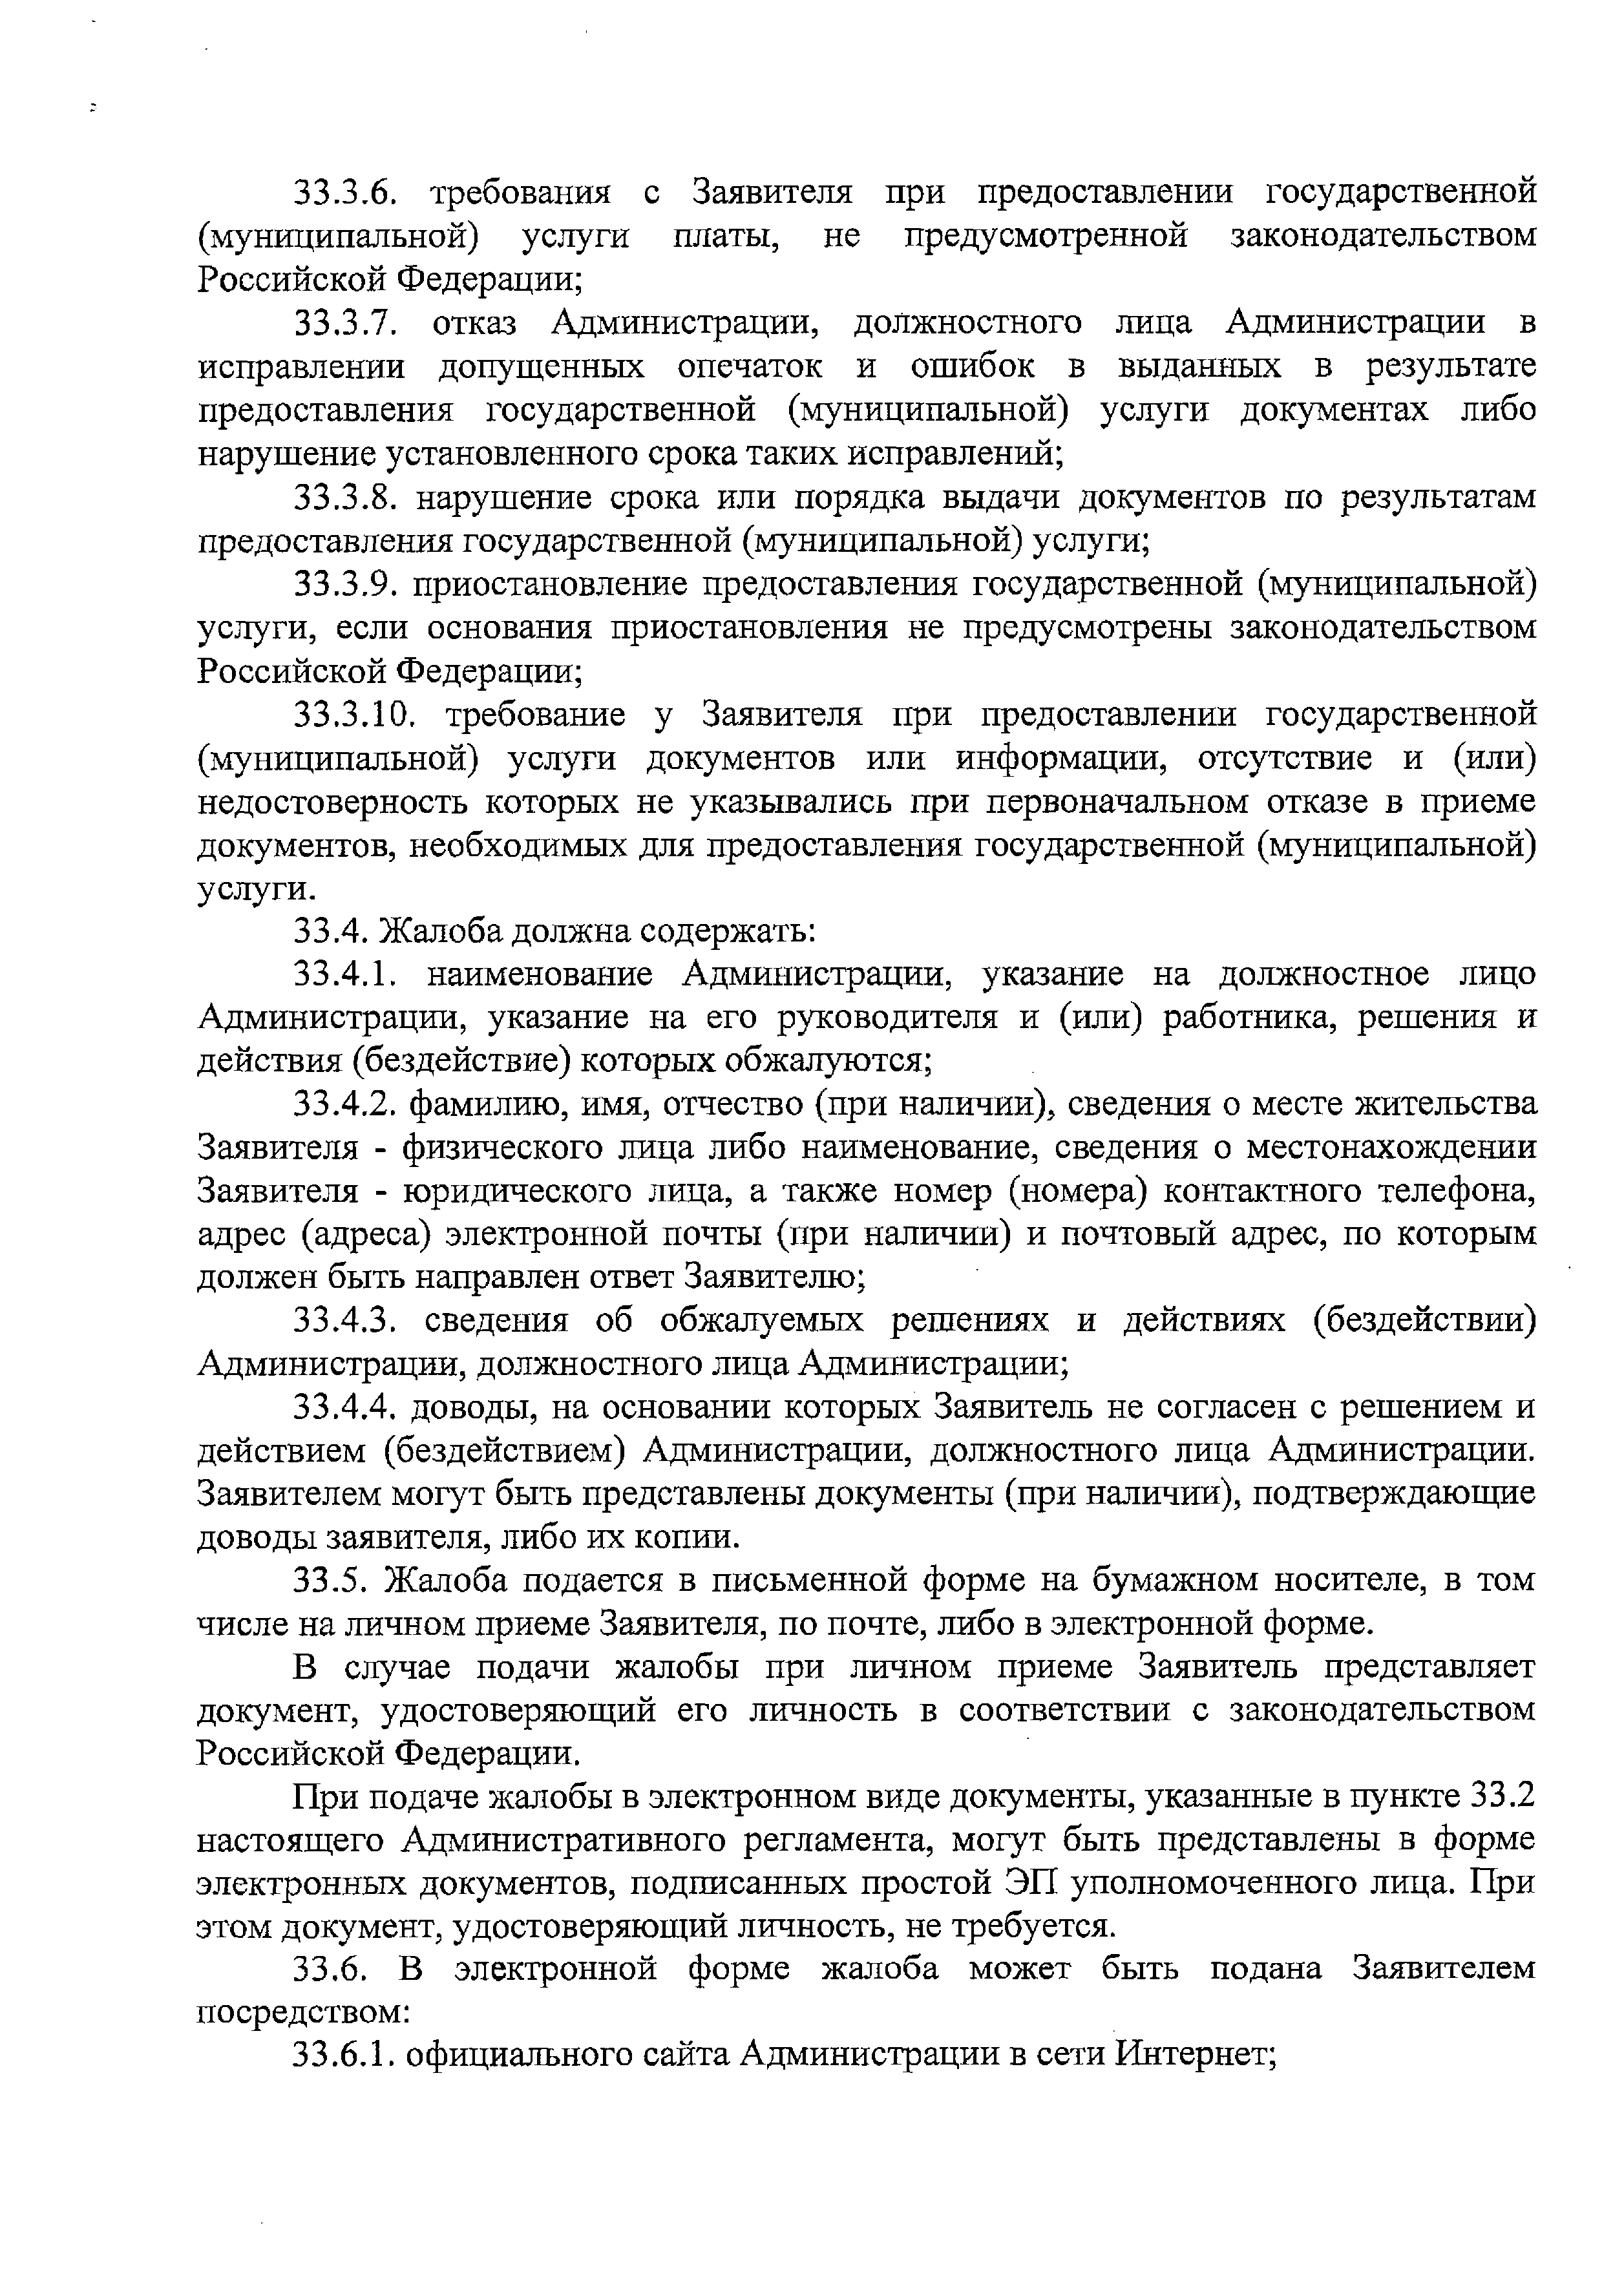 33.3.6. требования с Заявителя при предоставлении государственной
(муниципальной) услуги платы, не предусмотренной законодательством
Российской Федерации;
33.3.7. отказ Администрации, должностного лица Администрации в
исправлении допущенных опечаток и ошибок в выданных в результате
предоставления государственной (муниципальной) услуги документах либо
нарушение установленного срока таких исправлений;
33.3.8. нарушение срока или порядка выдачи документов по результатам
предоставления государственной (муниципальной) услуги;
33.3.9. приостановление предоставления государственной (муниципальной)
услуги, если основания приостановления не предусмотрены законодательством
Российской Федерации;
33.3.10. требование у Заявителя при предоставлении государственной
(муниципальной) услуги документов или информации, отсутствие и (или)
недостоверность которых не указывались при первоначальном отказе в приеме
документов, необходимых для предоставления государственной (муниципальной)
услуги.
33.4. Жалоба должна содержать:
33.4.1. наименование Администрации, указание на должностное лицо
Администрации, указание на его руководителя и (или) работника, решения и
действия (бездействие) которых обжалуются;
33.4.2. фамилию, имя, отчество (при наличии), сведения о месте жительства
Заявителя - физического лица либо наименование, сведения о местонахождении
Заявителя - юридического лица, а также номер (номера) контактного телефона,
адрес (адреса) электронной почты (при наличии) и почтовый адрес, по которым
должен быть направлен ответ Заявителю;
33.4.3. сведения об обжалуемых решениях и действиях (бездействии)
Администрации, должностного лица Администрации;
33.4.4. доводы, на основании которых Заявитель не согласен с решением и
действием (бездействием) Администрации, должностного лица Администрации.
Заявителем могут быть представлены документы (при наличии), подтверждающие
доводы заявителя, либо их копии.
33.5. Жалоба подается в письменной форме на бумажном носителе, в том
числе на личном приеме Заявителя, по почте, либо в электронной форме.
В случае подачи жалобы при личном приеме Заявитель представляет
документ, удостоверяющий его личность в соответствии с законодательством
Российской Федерации.
При подаче жалобы в электронном виде документы, указанные в пункте 33.2
настоящего Административного регламента, могут быть представлены в форме
электронных документов, подписанных простой ЭП уполномоченного лица. При
этом документ, удостоверяющий личность, не требуется.
33.6. В электронной форме жалоба может быть подана Заявителем
посредством:
33.6.1. официального сайта Администрации в сети Интернет;